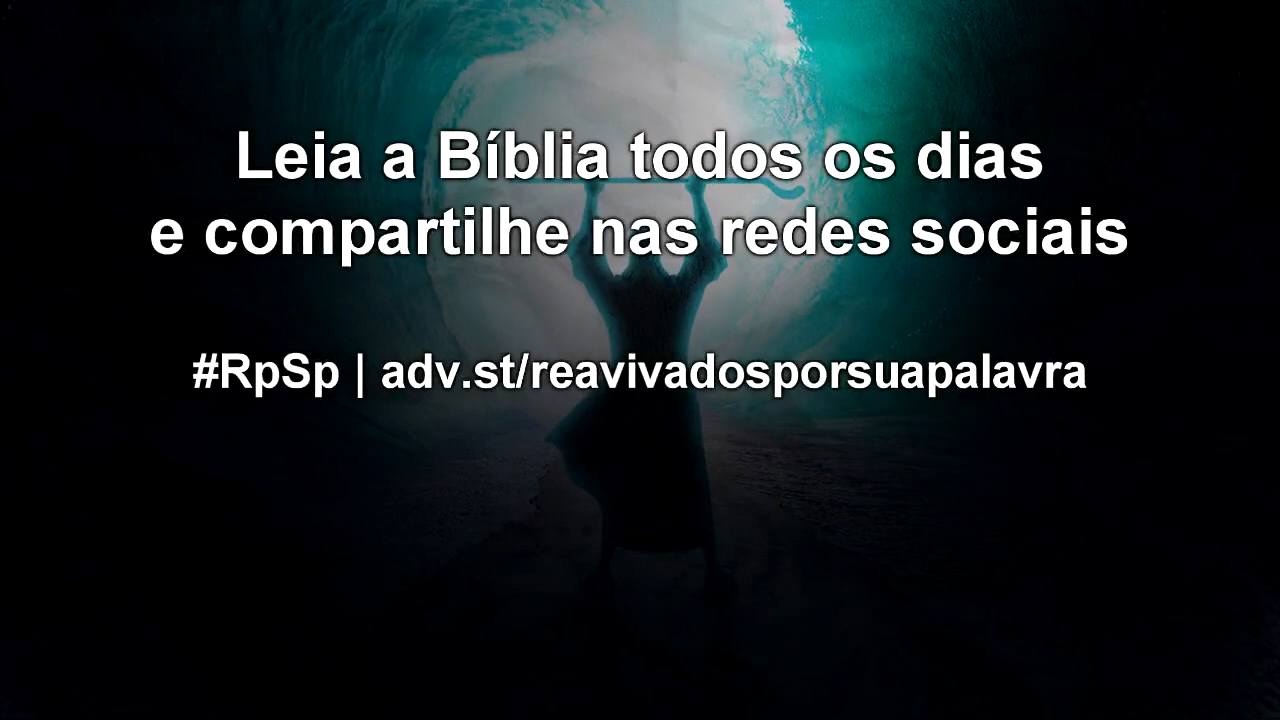 Leia a Bíblia todos os dias
e compartilhe nas redes sociais
#RpSp | adv.st/reavivadosporsuapalavra